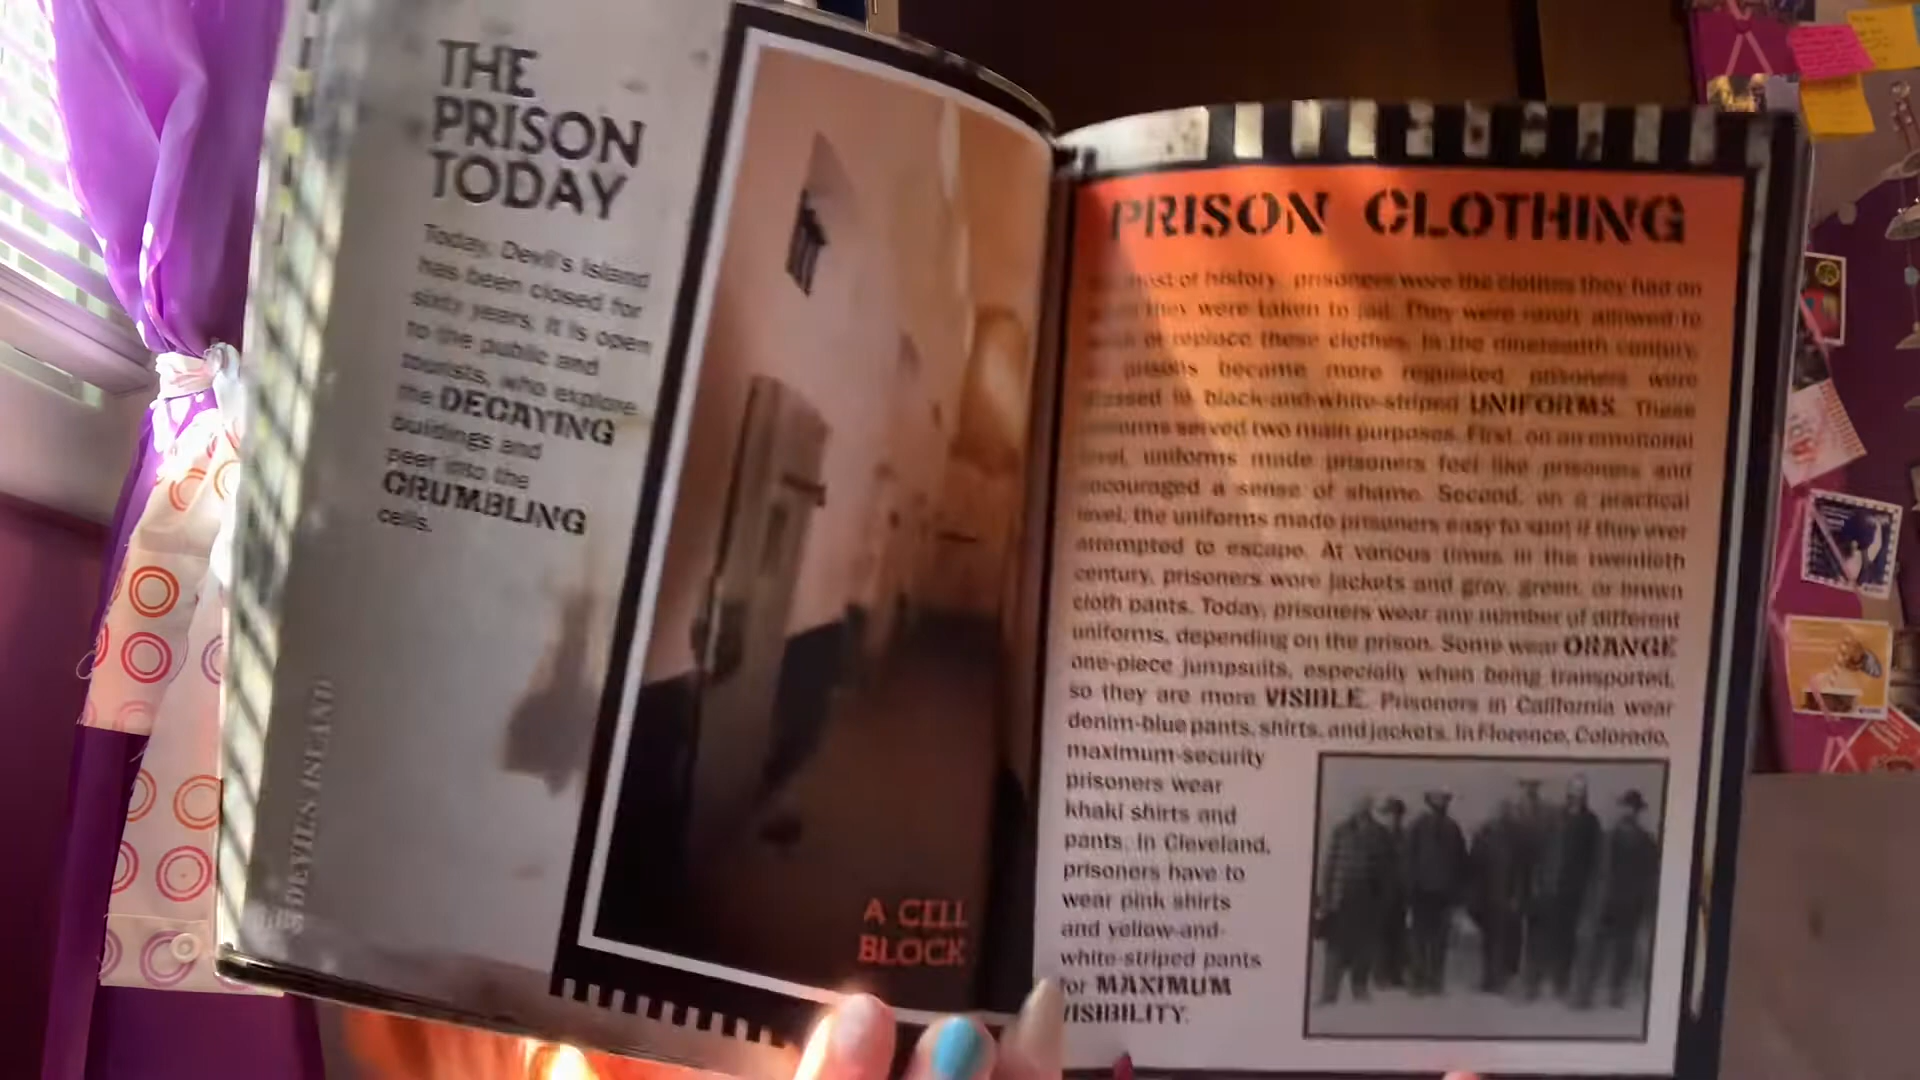 THE
PRISON
TODAY
Today, Devil's Island
has been closed for
sixty years. It is open
to the public and
tourists, who explore
the DECAYING
buildings and
peer into the
CRUMBLING
cells.
DEVIL'S ISLAND
A CELL
BLOCK
PRISON CLOTHING
most of history, prisoners wore the clothes they had on
they were taken to jail. They were rarely allowed to
or replace these clothes. In the nineteenth century,
prisons became more regulated, prisoners were
dressed in black-and-white-striped UNIFORMS. These
uniforms served two main purposes. First, on an emotional
level, uniforms made prisoners feel like prisoners and
encouraged a sense of shame. Second, on a practical
level, the uniforms made prisoners easy to spot if they ever
attempted to escape. At various times in the twentieth
century, prisoners wore jackets and gray, green, or brown
cloth pants. Today, prisoners wear any number of different
uniforms, depending on the prison. Some wear ORANGE
one-piece jumpsuits, especially when being transported,
so they are more VISIBLE. Prisoners in California wear
denim-blue pants, shirts, and jackets. In Florence, Colorado,
maximum-security
prisoners wear
khaki shirts and
pants. In Cleveland,
prisoners have to
wear pink shirts
and yellow-and-
white-striped pants
for MAXIMUM
VISIBILITY.